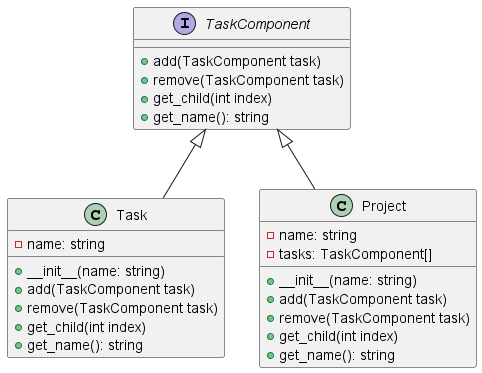 I TaskComponent
add(TaskComponent task)
remove(TaskComponent task)
get_child(int index)
get_name(): string
C Task
name: string
__init__(name: string)
add(TaskComponent task)
remove(TaskComponent task)
get_child(int index)
get_name(): string
C Project
name: string
tasks: TaskComponent[]
__init__(name: string)
add(TaskComponent task)
remove(TaskComponent task)
get_child(int index)
get_name(): string